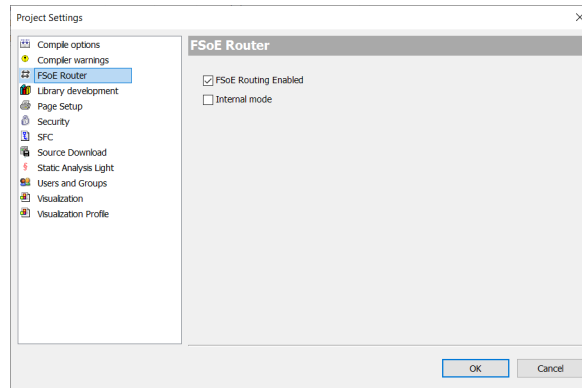 Project Settings
Compile options
Compiler warnings
FSoE Router
Library development
Page Setup
Security
SFC
Source Download
Static Analysis Light
Users and Groups
Visualization
Visualization Profile
FSoE Router
FSoE Routing Enabled
Internal mode
OK
Cancel